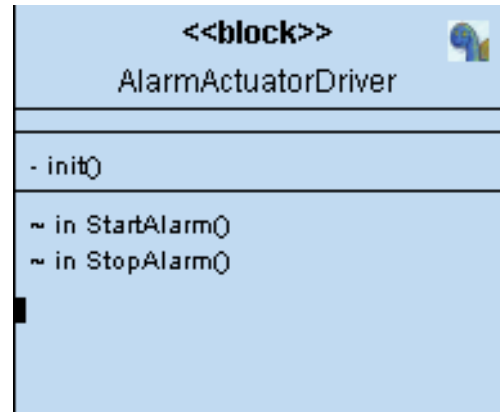 <<block>>
AlarmActuatorDriver
- init()
~ in StartAlarm()
~ in StopAlarm()